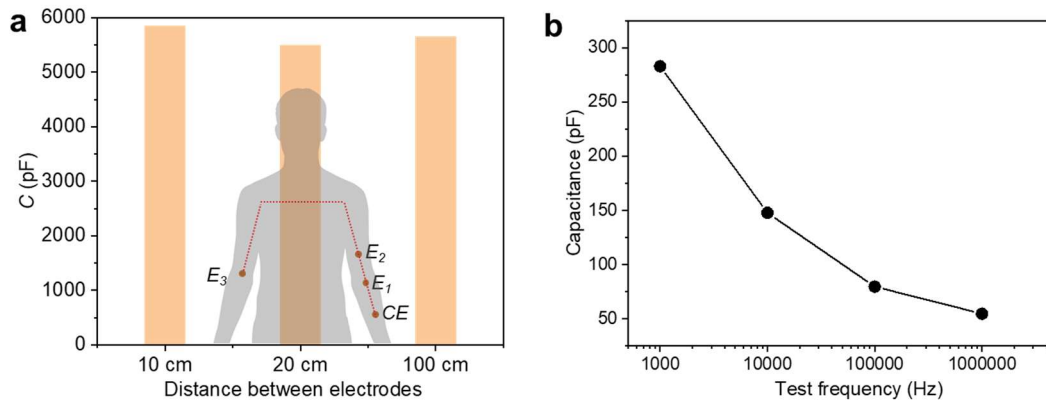 a
6000
5000
4000
3000
2000
1000
0
C (pF)
E3
E2
E1
CE
10 cm
20 cm
100 cm
Distance between electrodes
b
300
250
200
150
100
50
Capacitance (pF)
1000
10000
100000
1000000
Test frequency (Hz)